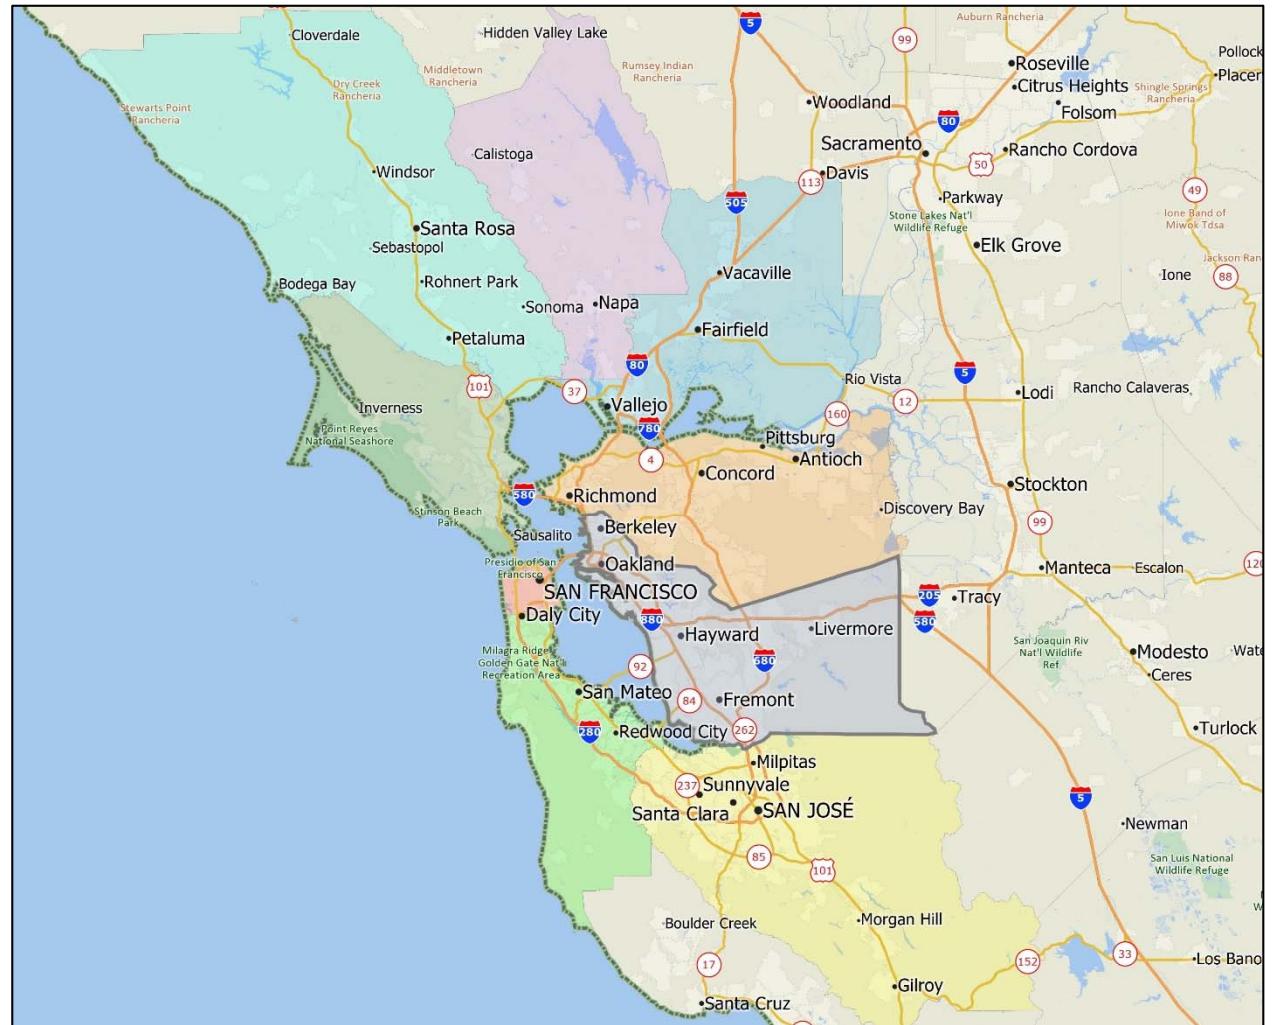 Cloverdale
Hidden Valley Lake
5
99
Auburn Rancheria
Pollock
Middletown
Rancheria
Rumsey Indian
Rancheria
Roseville
Placer
Dry Creek
Rancheria
Citrus Heights
Shingle Springs
Rancheria
Stewarts Point
Rancheria
Woodland
Folsom
80
Sacramento
Rancho Cordova
50
Calistoga
Windsor
113
Davis
49
505
Parkway
Stone Lakes Nat'l
Wildlife Refuge
Ione Band of
Miwok Tdsa
Santa Rosa
Sebastopol
Elk Grove
Jackson Ran
Bodega Bay
Rohnert Park
Vacaville
Ione
88
Sonoma
Napa
Petaluma
Fairfield
80
5
101
37
Rio Vista
Rancho Calaveras
Lodi
12
Inverness
Vallejo
160
Point Reyes
National Seashore
780
Pittsburg
4
Antioch
Concord
580
Richmond
Stockton
Stinson Beach
Park
Discovery Bay
99
Berkeley
Sausalito
Presidio of San
Francisco
Oakland
Manteca
Escalon
120
SAN FRANCISCO
205
Tracy
Daly City
880
580
Hayward
Livermore
San Joaquin Riv
Nat'l Wildlife
Ref
Milagra Ridge
Golden Gate Nat'l
Recreation Area
92
680
Modesto
Wate
Ceres
San Mateo
84
Fremont
280
Redwood City
262
Turlock
Milpitas
237
Sunnyvale
5
Santa Clara
SAN JOSÉ
Newman
85
101
San Luis National
Wildlife Refuge
W
Boulder Creek
Morgan Hill
17
152
33
Los Bano
Gilroy
Santa Cruz